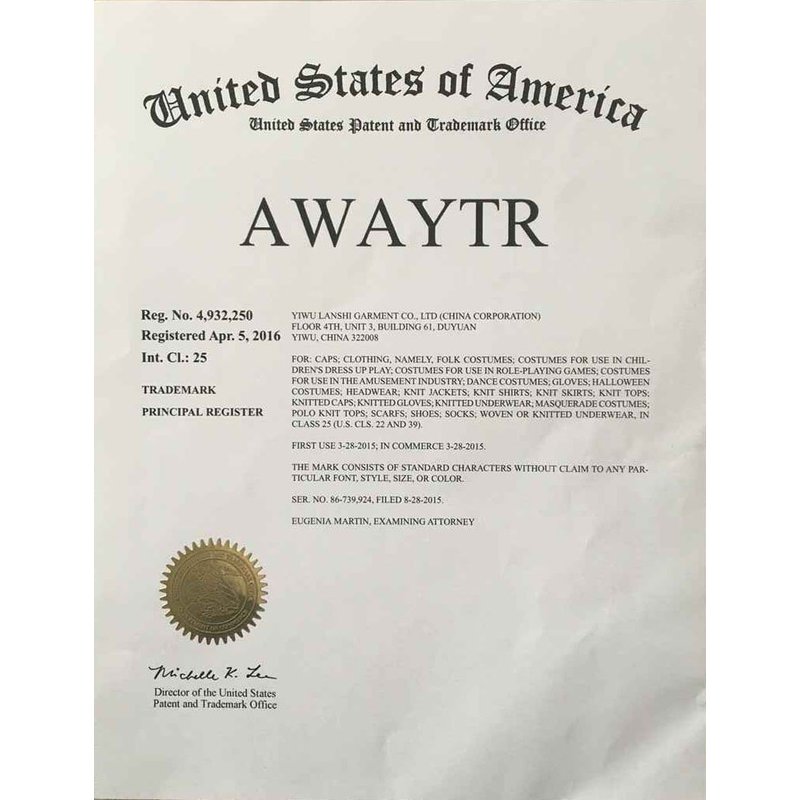 United States of America
United States Patent and Trademark Office
AWAYTR
Reg. No. 4,932,250
Registered Apr. 5, 2016
Int. Cl.: 25
TRADEMARK
PRINCIPAL REGISTER
YIWU LANSHI GARMENT CO., LTD (CHINA CORPORATION)
FLOOR 4TH, UNIT 3, BUILDING 61, DUYUAN
YIWU, CHINA 322008
FOR: CAPS; CLOTHING, NAMELY, FOLK COSTUMES; COSTUMES FOR USE IN CHIL-
DREN'S DRESS UP PLAY; COSTUMES FOR USE IN ROLE-PLAYING GAMES; COSTUMES
FOR USE IN THE AMUSEMENT INDUSTRY; DANCE COSTUMES; GLOVES; HALLOWEEN
COSTUMES; HEADWEAR; KNIT JACKETS; KNIT SHIRTS; KNIT SKIRTS; KNIT TOPS;
KNITTED CAPS; KNITTED GLOVES; KNITTED UNDERWEAR; MASQUERADE COSTUMES;
POLO KNIT TOPS; SCARFS; SHOES; SOCKS; WOVEN OR KNITTED UNDERWEAR, IN
CLASS 25 (U.S. CLS. 22 AND 39).
FIRST USE 3-28-2015; IN COMMERCE 3-28-2015.
THE MARK CONSISTS OF STANDARD CHARACTERS WITHOUT CLAIM TO ANY PAR-
TICULAR FONT, STYLE, SIZE, OR COLOR.
SER. NO. 86-739,924, FILED 8-28-2015.
EUGENIA MARTIN, EXAMINING ATTORNEY
Michelle K. Lee
Director of the United States
Patent and Trademark Office